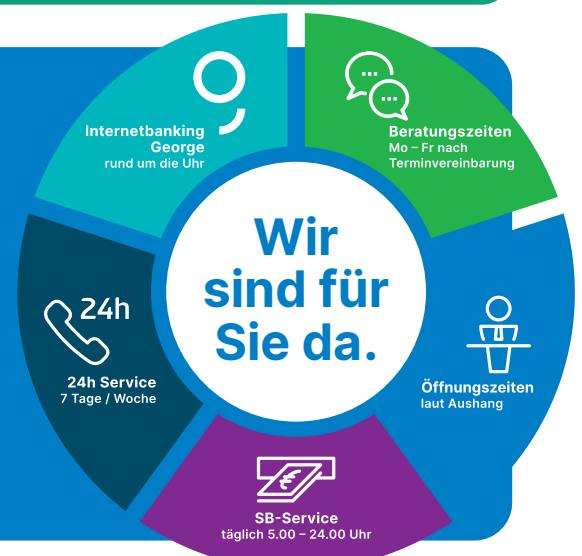 Internetbanking
George
rund um die Uhr
Beratungszeiten
Mo – Fr nach
Terminvereinbarung
Wir
sind für
Sie da.
24h
24h Service
7 Tage / Woche
Öffnungszeiten
laut Aushang
€
SB-Service
täglich 5.00 – 24.00 Uhr